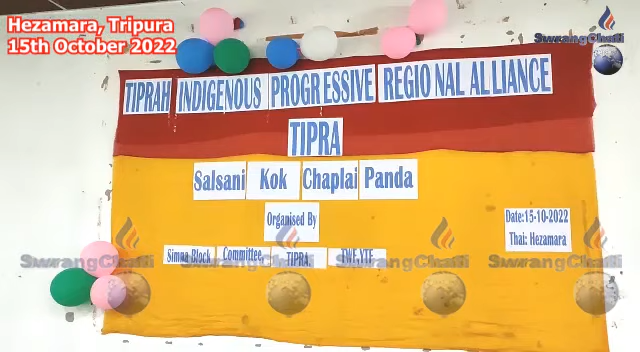 Hezamara, Tripura
15th October 2022
SwrangChati
TIPRAH INDIGENOUS PROGRESSIVE REGIONAL ALLIANCE
TIPRA
Salsani Kok Chaplai Panda
Organised By
Date:15-10-2022
Thai: Hezamara
Simna Block Committee, TIPRA TWF, YTF
SwrangChati SwrangChati SwrangChati SwrangChati